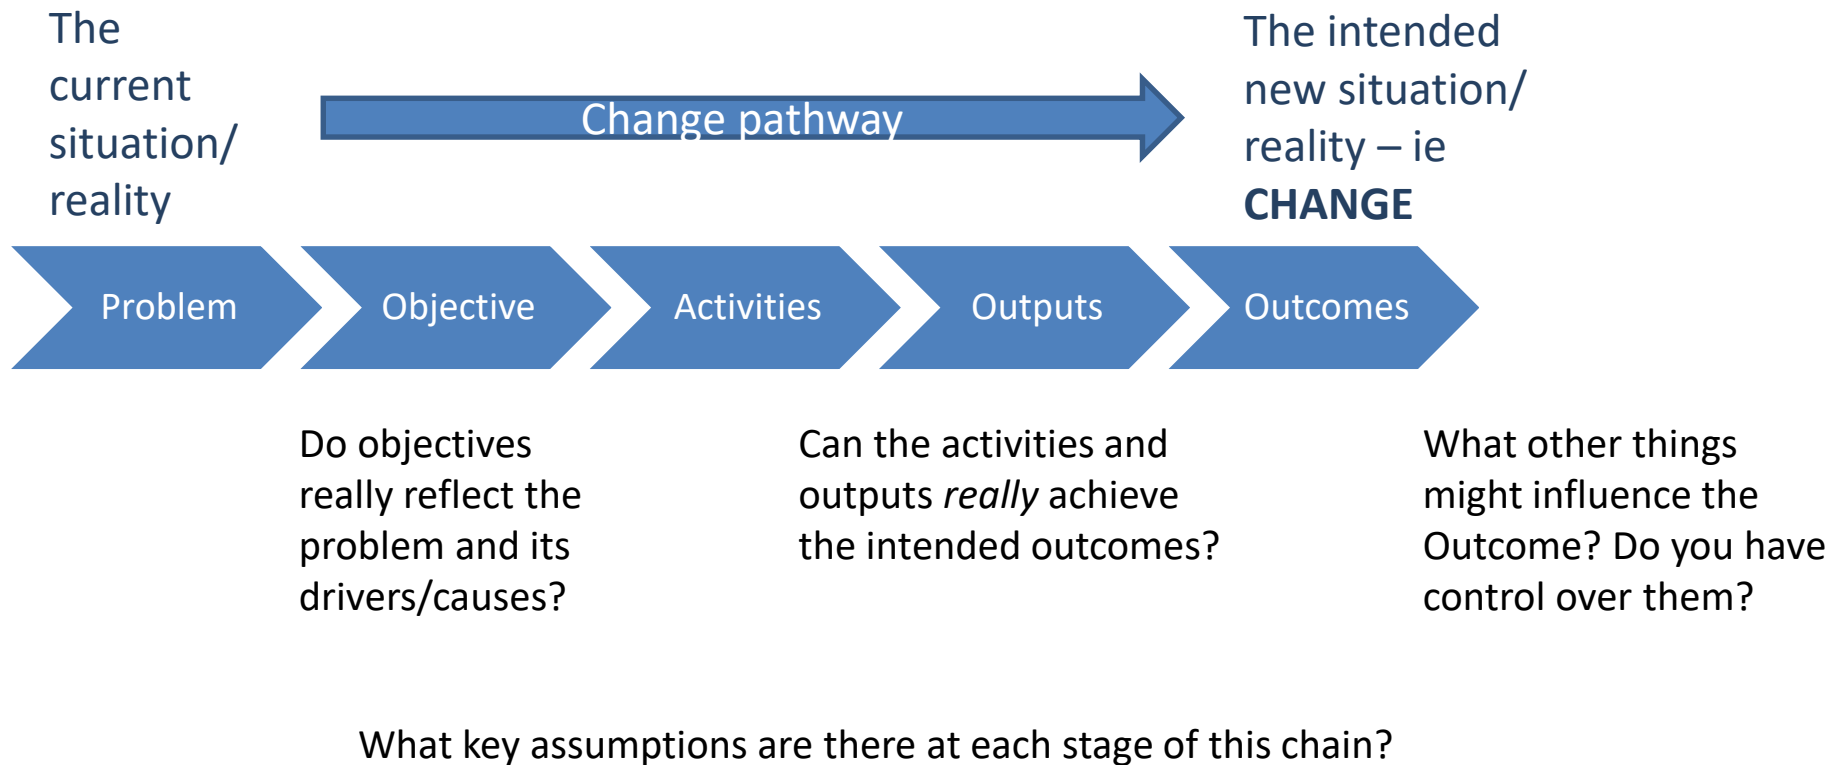 The
current
situation/
reality
Change pathway
The intended
new situation/
reality – ie
CHANGE
Problem
Objective
Activities
Outputs
Outcomes
Do objectives
really reflect the
problem and its
drivers/causes?
Can the activities and
outputs really achieve
the intended outcomes?
What other things
might influence the
Outcome? Do you have
control over them?
What key assumptions are there at each stage of this chain?